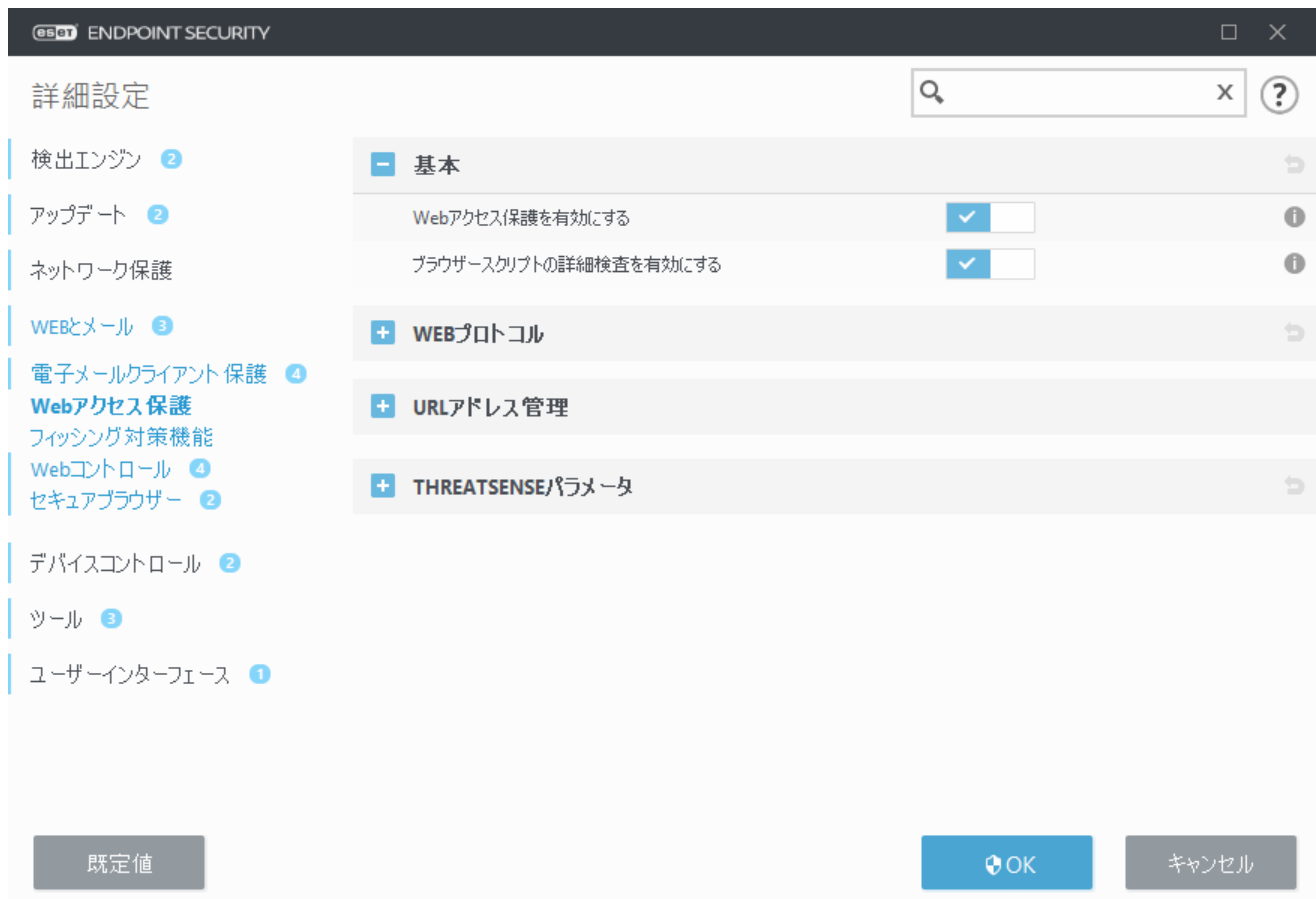 eset ENDPOINT SECURITY
詳細設定
x
?
検出エンジン 2
アップデート 2
ネットワーク保護
WEBとメール 3
電子メールクライアント保護 4
Webアクセス保護
フィッシング対策機能
Webコントロール 4
セキュアブラウザー 2
デバイスコントロール 2
ツール 3
ユーザーインターフェース 1
基本
Webアクセス保護を有効にする
ブラウザースクリプトの詳細検査を有効にする
WEBプロトコル
URLアドレス管理
THREATSENSEパラメータ
既定値
OK
キャンセル